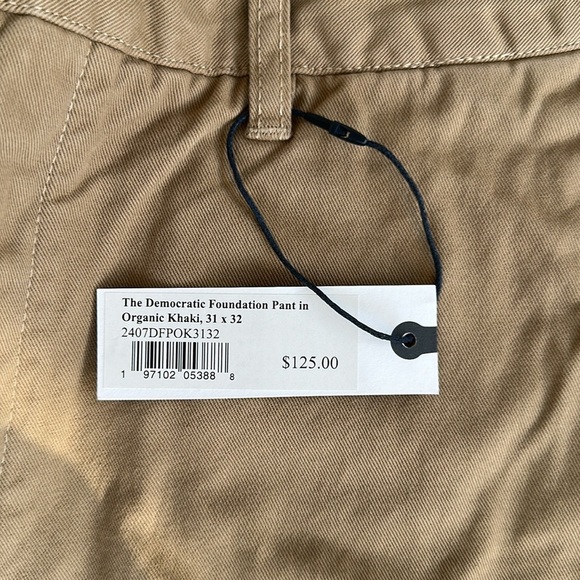 The Democratic Foundation Pant in
Organic Khaki, 31 x 32
2407DFPOK3132
$125.00
1 97102 05388 8